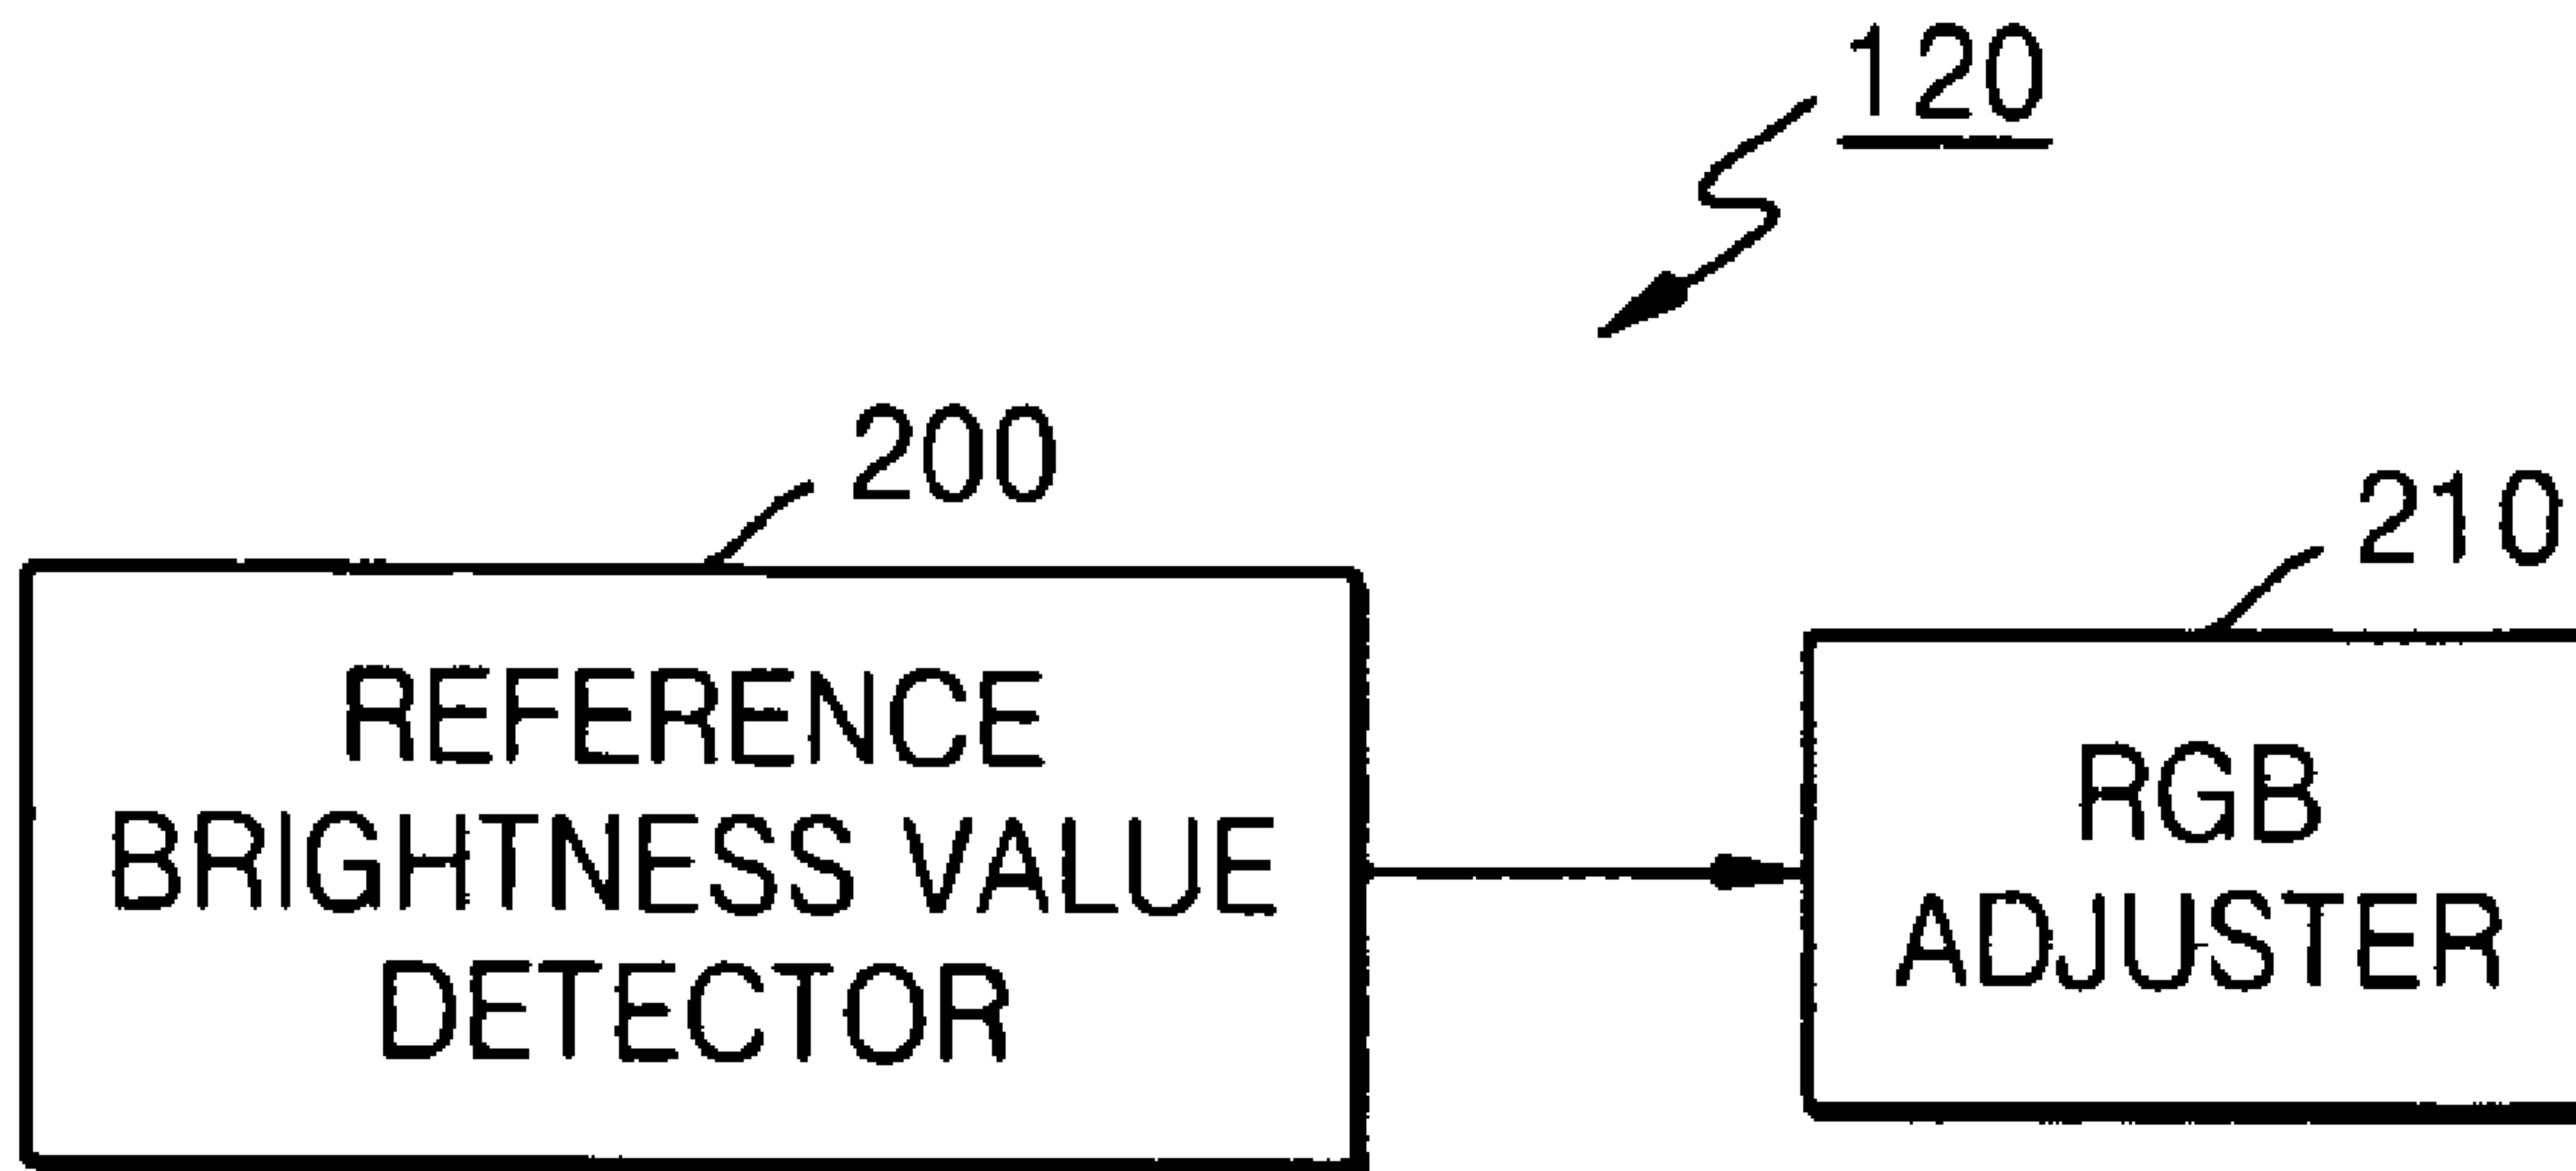 120
200
REFERENCE
BRIGHTNESS VALUE
DETECTOR
210
RGB
ADJUSTER